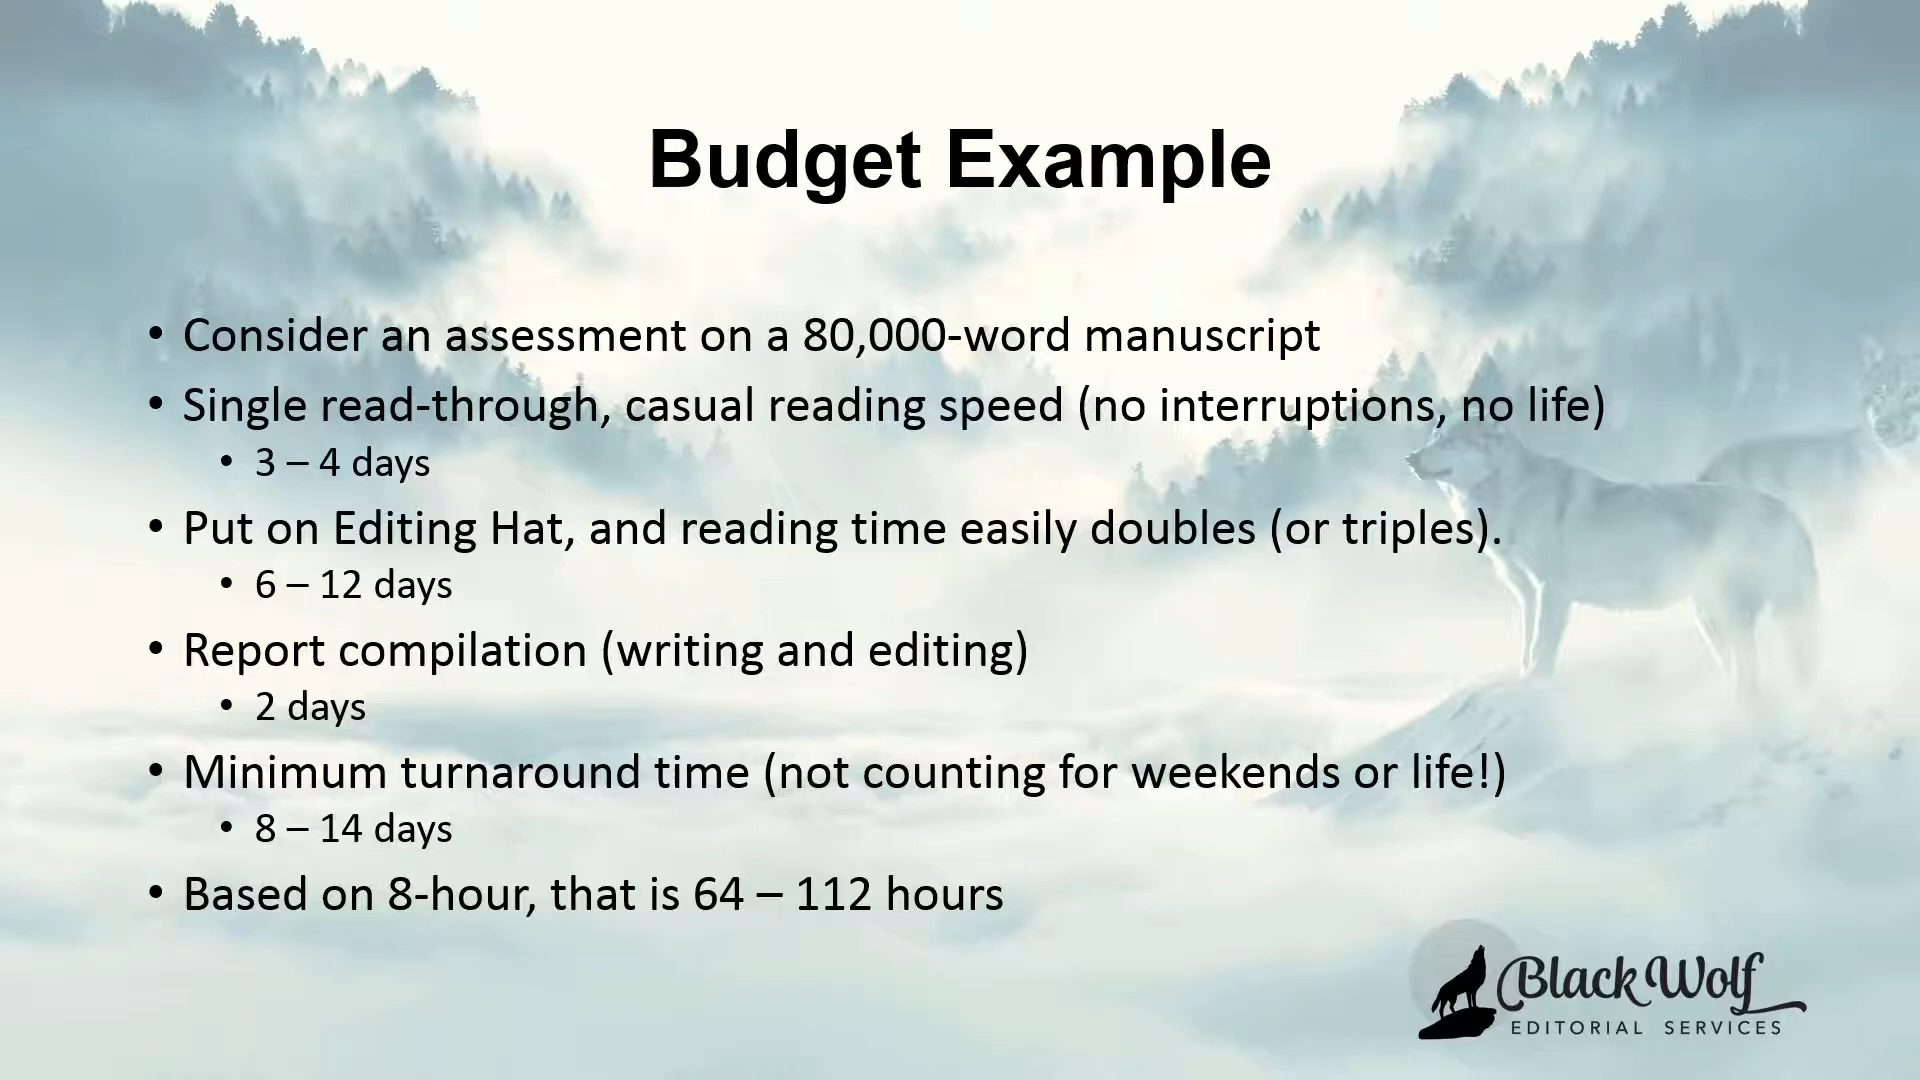 Budget Example
• Consider an assessment on a 80,000-word manuscript
• Single read-through, casual reading speed (no interruptions, no life)
• 3 – 4 days
• Put on Editing Hat, and reading time easily doubles (or triples).
• 6 – 12 days
• Report compilation (writing and editing)
• 2 days
• Minimum turnaround time (not counting for weekends or life!)
• 8 – 14 days
• Based on 8-hour, that is 64 – 112 hours
Black Wolf
EDITORIAL SERVICES